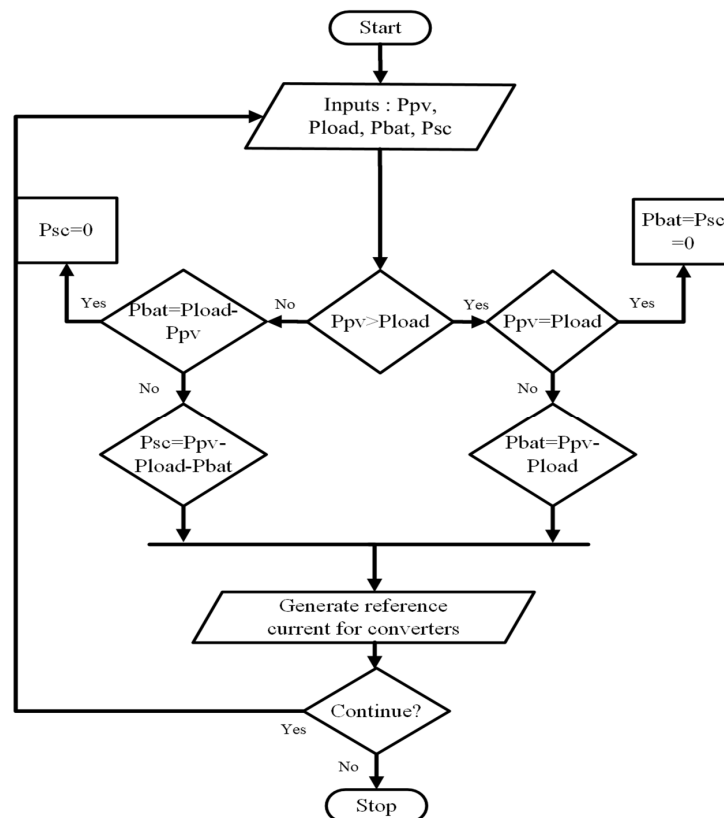 Start
Inputs : Ppv,
Pload, Pbat, Psc
Psc=0
Pbat=Psc
=0
Yes
Pbat=Pload-
Ppv
No
Ppv>Pload
Yes
Ppv=Pload
Yes
No
No
Psc=Ppv-
Pload-Pbat
Pbat=Ppv-
Pload
Generate reference
current for converters
Continue?
Yes
No
Stop